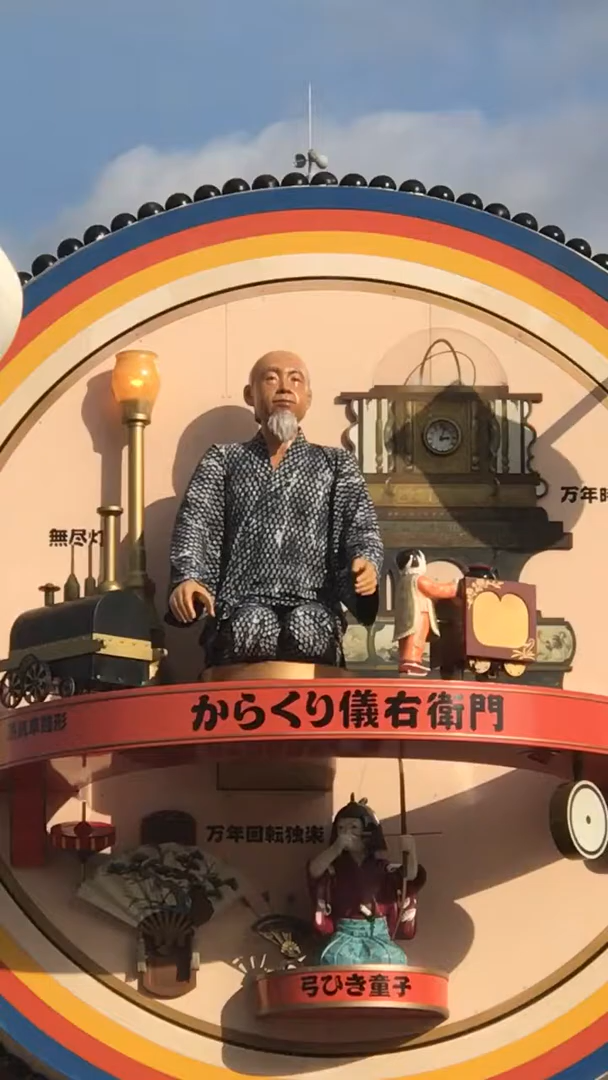 無尽灯
万年時
からくり儀右衛門
万年回転独楽
弓ひき童子